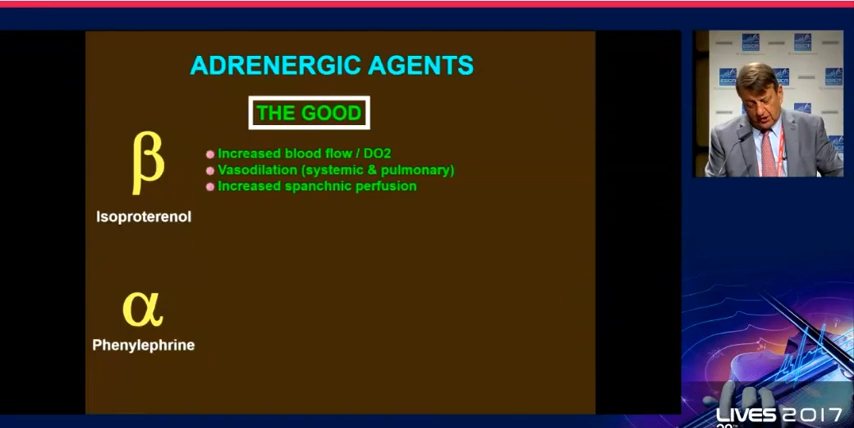 ADRENERGIC AGENTS
THE GOOD
β
Increased blood flow / DO2
Vasodilation (systemic & pulmonary)
Increased spanchnic perfusion
Isoproterenol
α
Phenylephrine
LIVES 2017